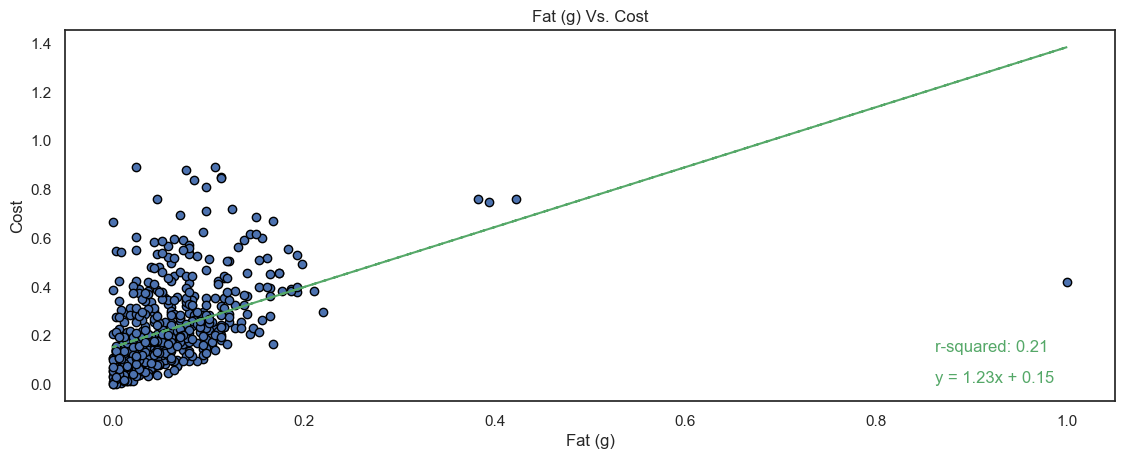 Fat (g) Vs. Cost
1.4
1.2
1.0
0.8
0.6
0.4
0.2
0.0
Cost
r-squared: 0.21
y = 1.23x + 0.15
0.0 0.2 0.4 0.6 0.8 1.0
Fat (g)